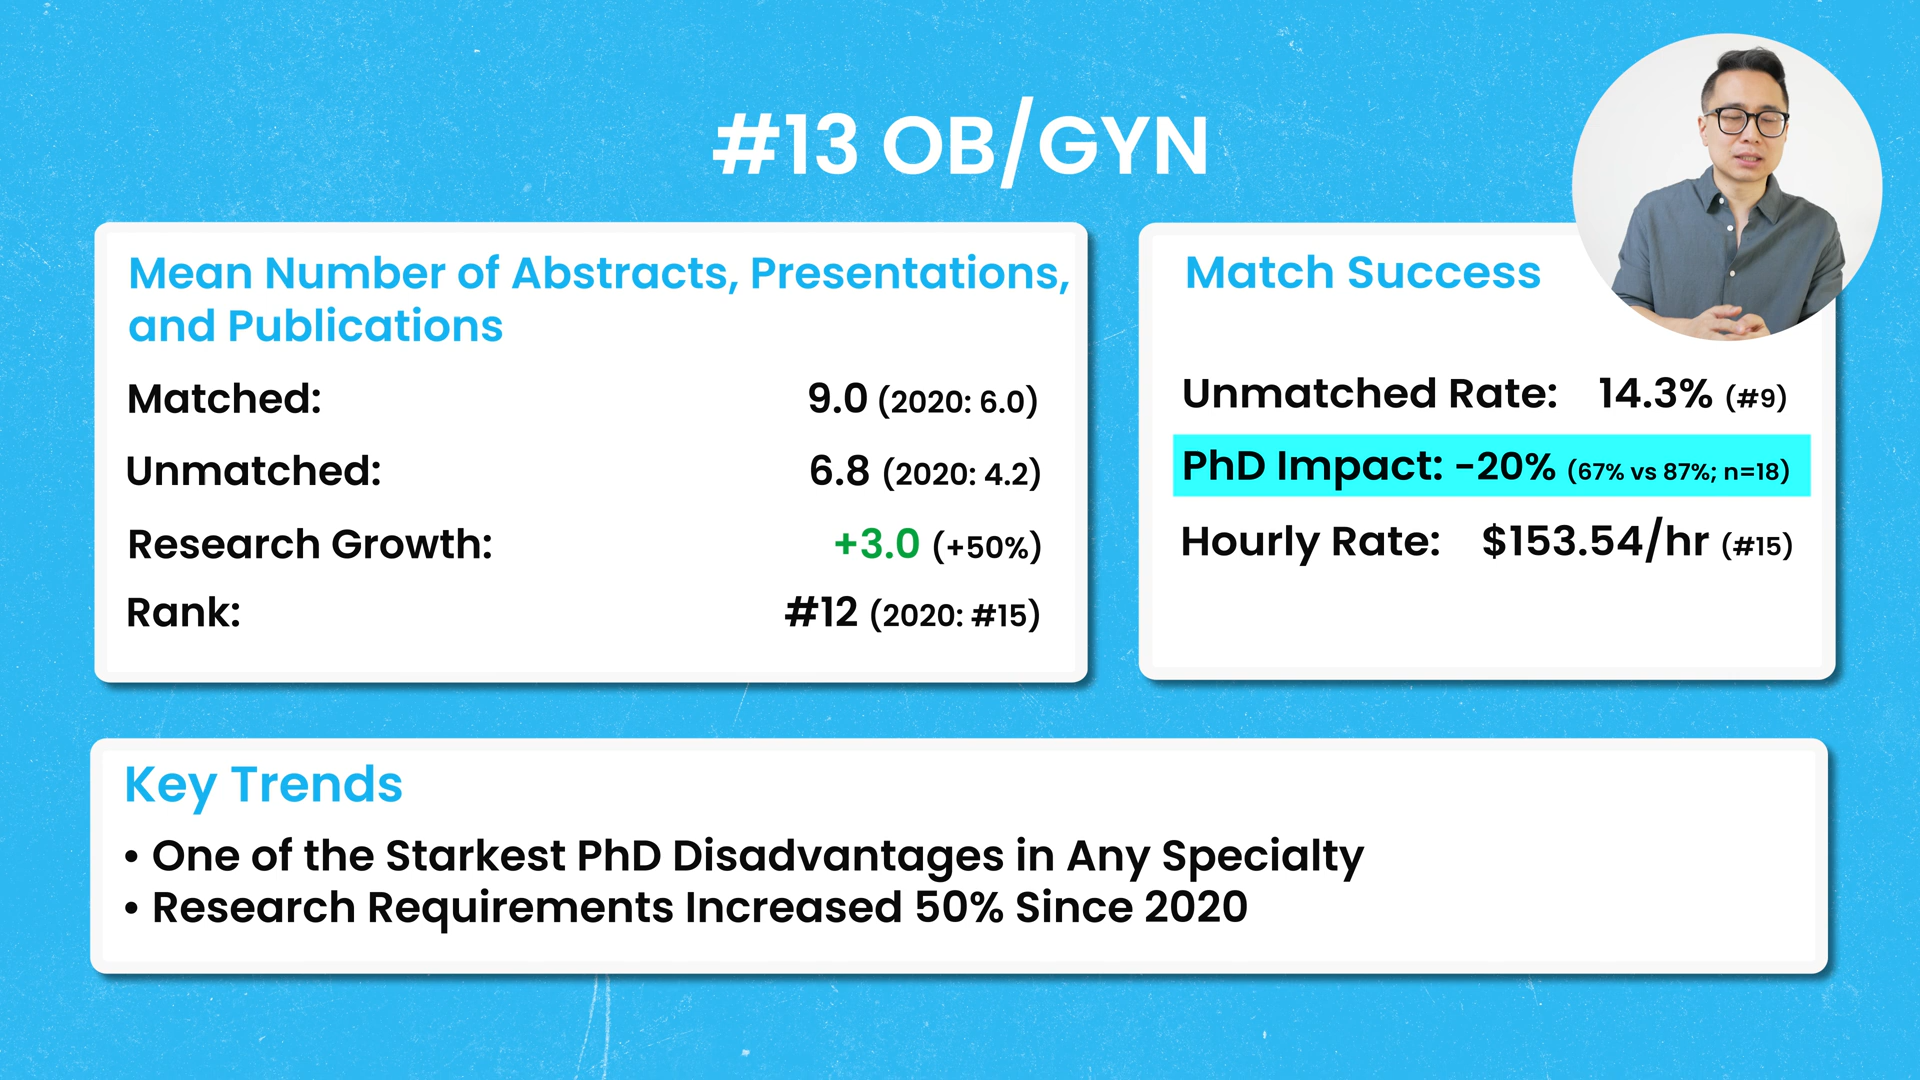 #13 OB/GYN
Mean Number of Abstracts, Presentations,
and Publications
Matched: 9.0 (2020: 6.0)
Unmatched: 6.8 (2020: 4.2)
Research Growth: +3.0 (+50%)
Rank: #12 (2020: #15)
Match Success
Unmatched Rate: 14.3% (#9)
PhD Impact: -20% (67% vs 87%; n=18)
Hourly Rate: $153.54/hr (#15)
Key Trends
• One of the Starkest PhD Disadvantages in Any Specialty
• Research Requirements Increased 50% Since 2020